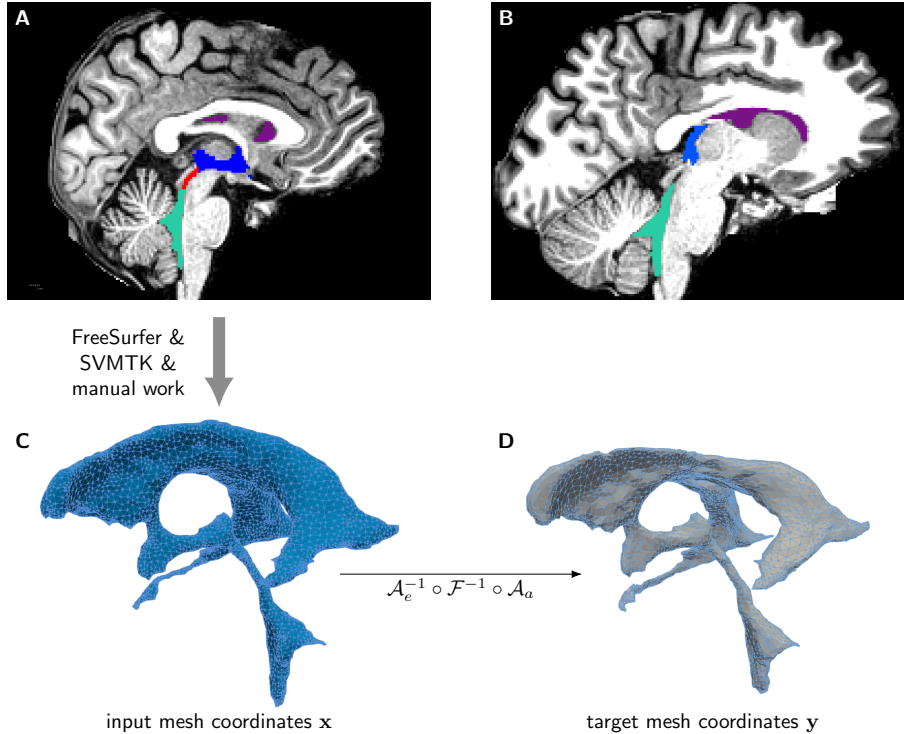 A
B
FreeSurfer &
SVMTK &
manual work
C
D
𝒜ₑ⁻¹ ∘ ℱ⁻¹ ∘ 𝒜ₐ
input mesh coordinates x
target mesh coordinates y